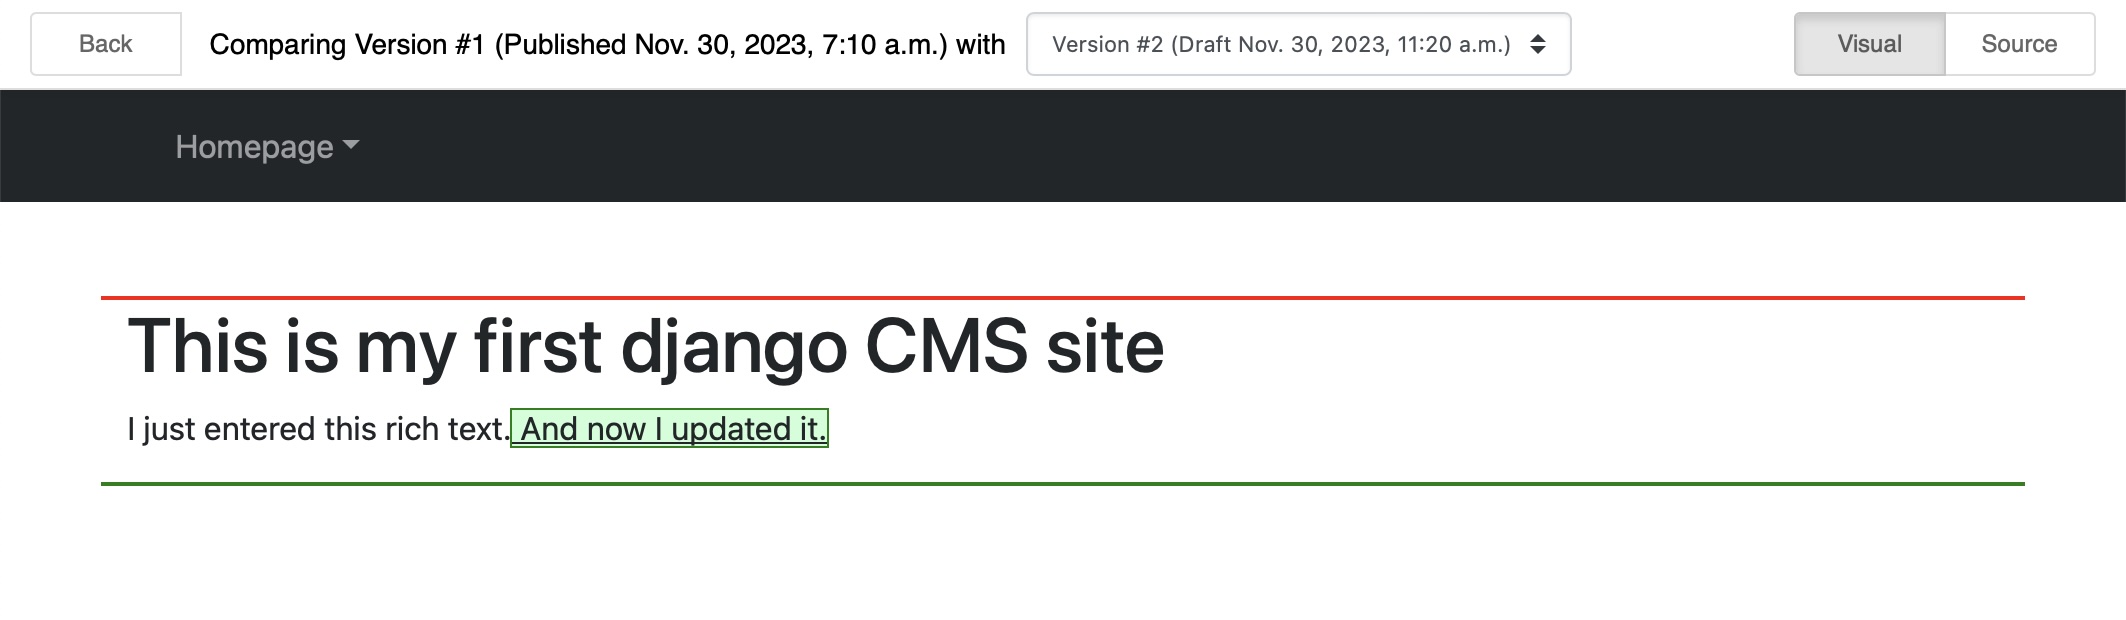 Back Comparing Version #1 (Published Nov. 30, 2023, 7:10 a.m.) with Version #2 (Draft Nov. 30, 2023, 11:20 a.m.) Visual Source
Homepage
This is my first django CMS site
I just entered this rich text. And now I updated it.